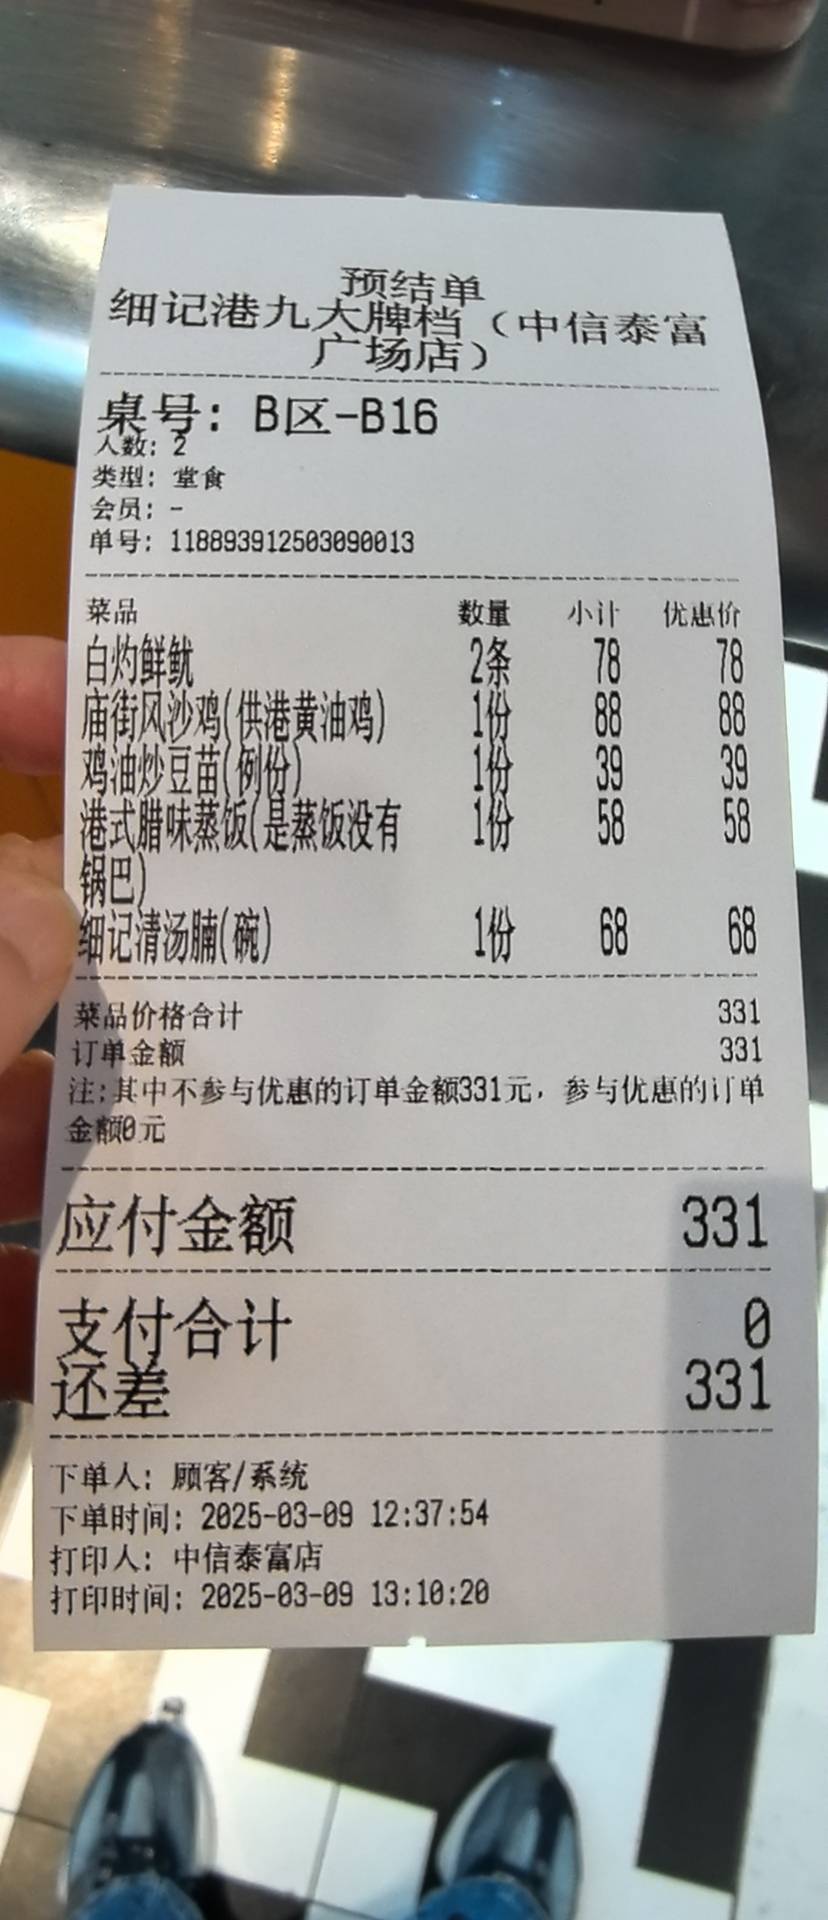 预结单
细记港九大牌档（中信泰富
广场店）
桌号: B区-B16
人数: 2
类型: 堂食
会员: -
单号: 118893912503090013
菜品 数量 小计 优惠价
白灼鲜鱿 2条 78 78
庙街风沙鸡(供港黄油鸡) 1份 88 88
鸡油炒豆苗(例份) 1份 39 39
港式腊味蒸饭(是蒸饭没有 1份 58 58
锅巴)
细记清汤腩(碗) 1份 68 68
菜品价格合计 331
订单金额 331
注:其中不参与优惠的订单金额331元，参与优惠的订单
金额0元
应付金额 331
支付合计 0
还差 331
下单人: 顾客/系统
下单时间: 2025-03-09 12:37:54
打印人: 中信泰富店
打印时间: 2025-03-09 13:10:20